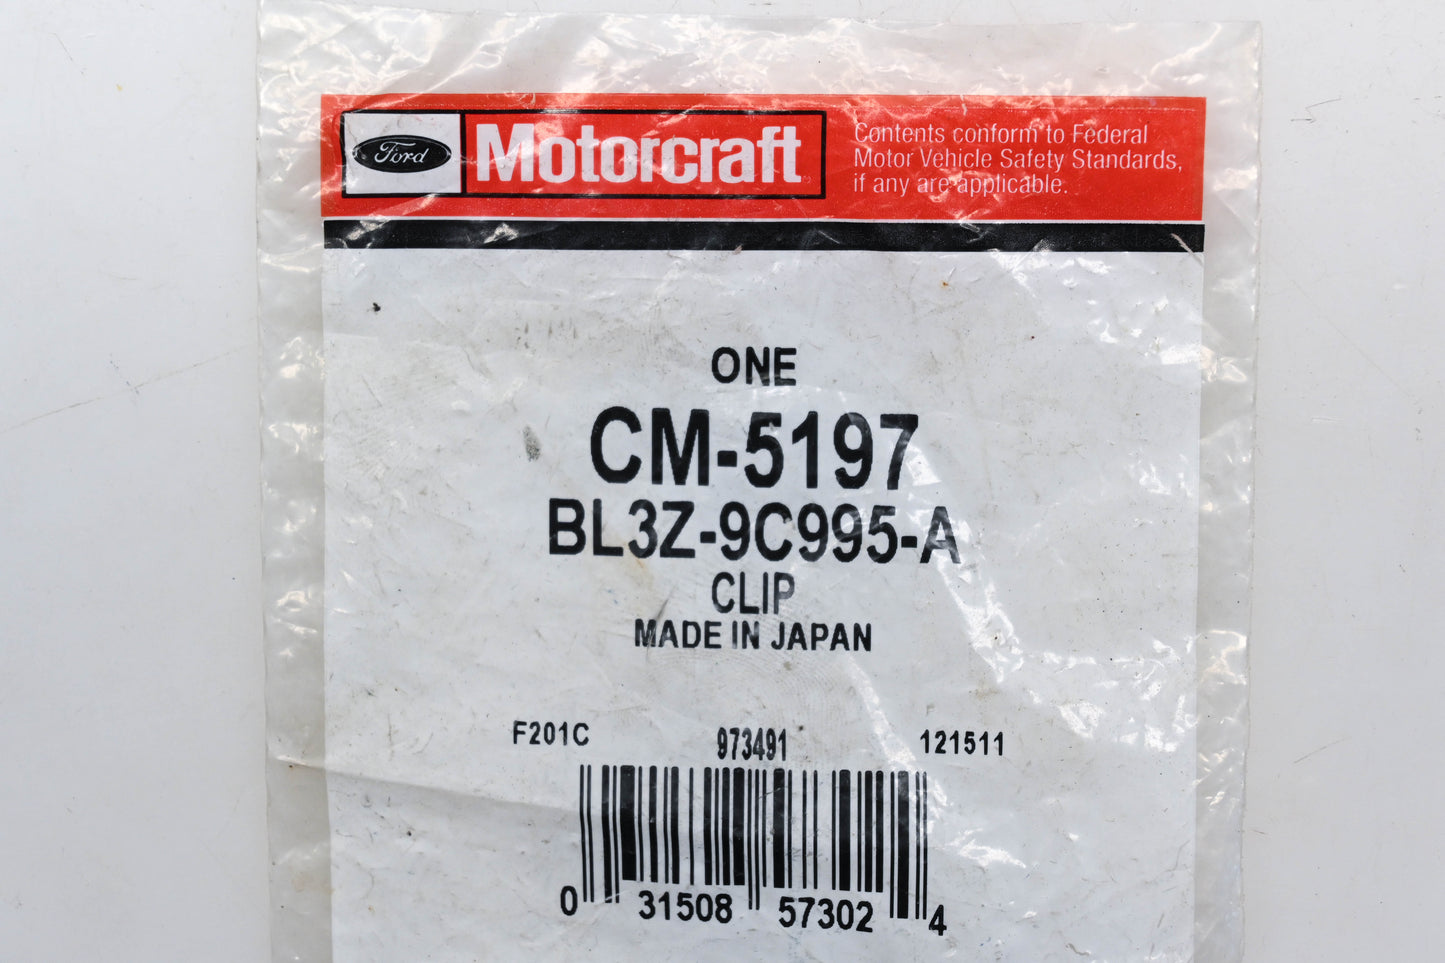 Ford Motorcraft
Contents conform to Federal
Motor Vehicle Safety Standards,
if any are applicable.
ONE
CM-5197
BL3Z-9C995-A
CLIP
MADE IN JAPAN
F201C 973491 121511
0 31508 57302 4